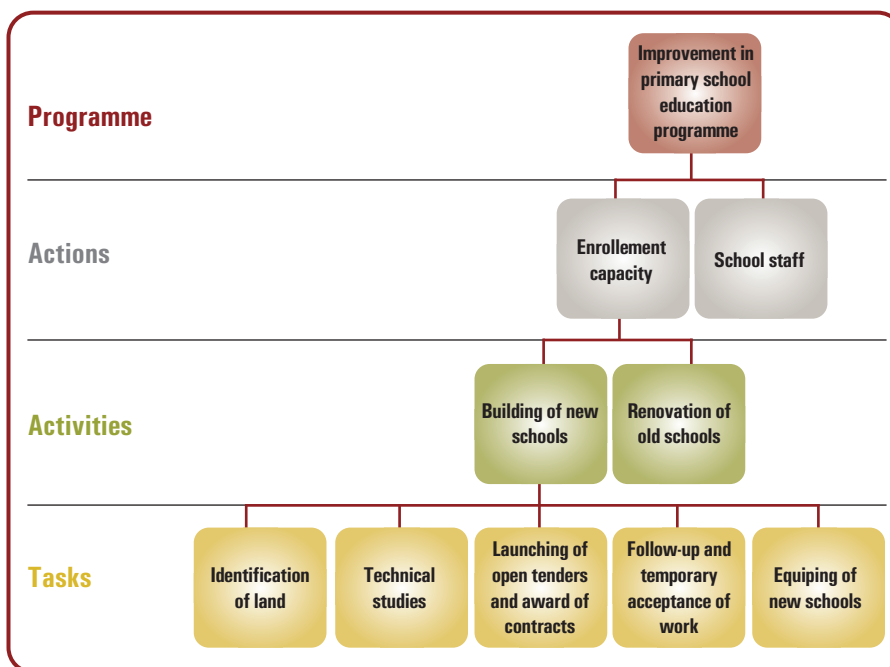 Programme
Improvement in
primary school
education
programme
Actions
Enrollement
capacity
School staff
Activities
Building of new
schools
Renovation of
old schools
Tasks
Identification
of land
Technical
studies
Launching of
open tenders
and award of
contracts
Follow-up and
temporary
acceptance of
work
Equiping of
new schools